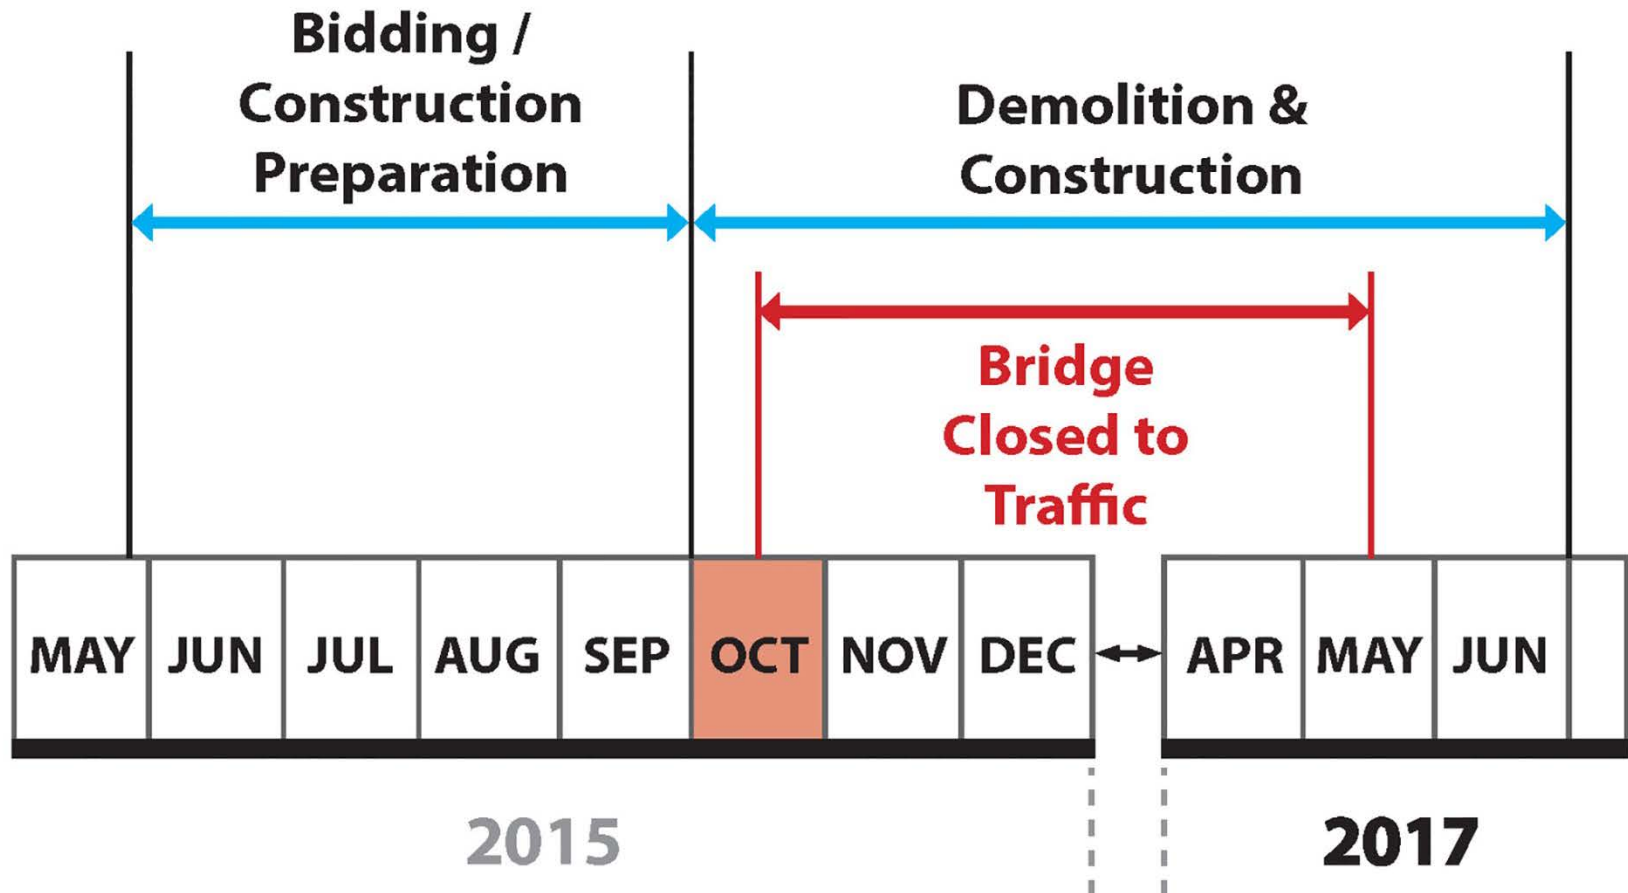 Bidding /
Construction
Preparation
Demolition &
Construction
Bridge
Closed to
Traffic
MAY JUN JUL AUG SEP OCT NOV DEC APR MAY JUN
2015 2017